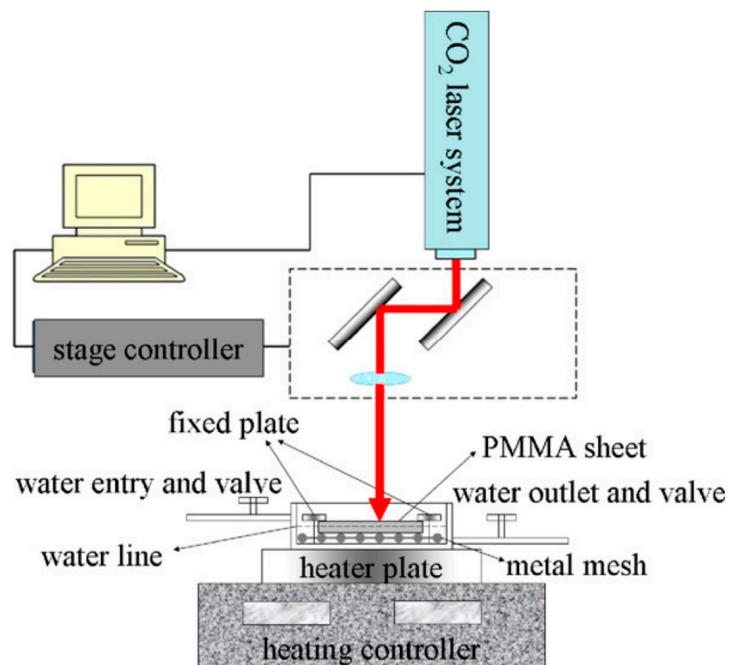 CO₂ laser system
stage controller
fixed plate
PMMA sheet
water entry and valve
water outlet and valve
water line
metal mesh
heater plate
heating controller